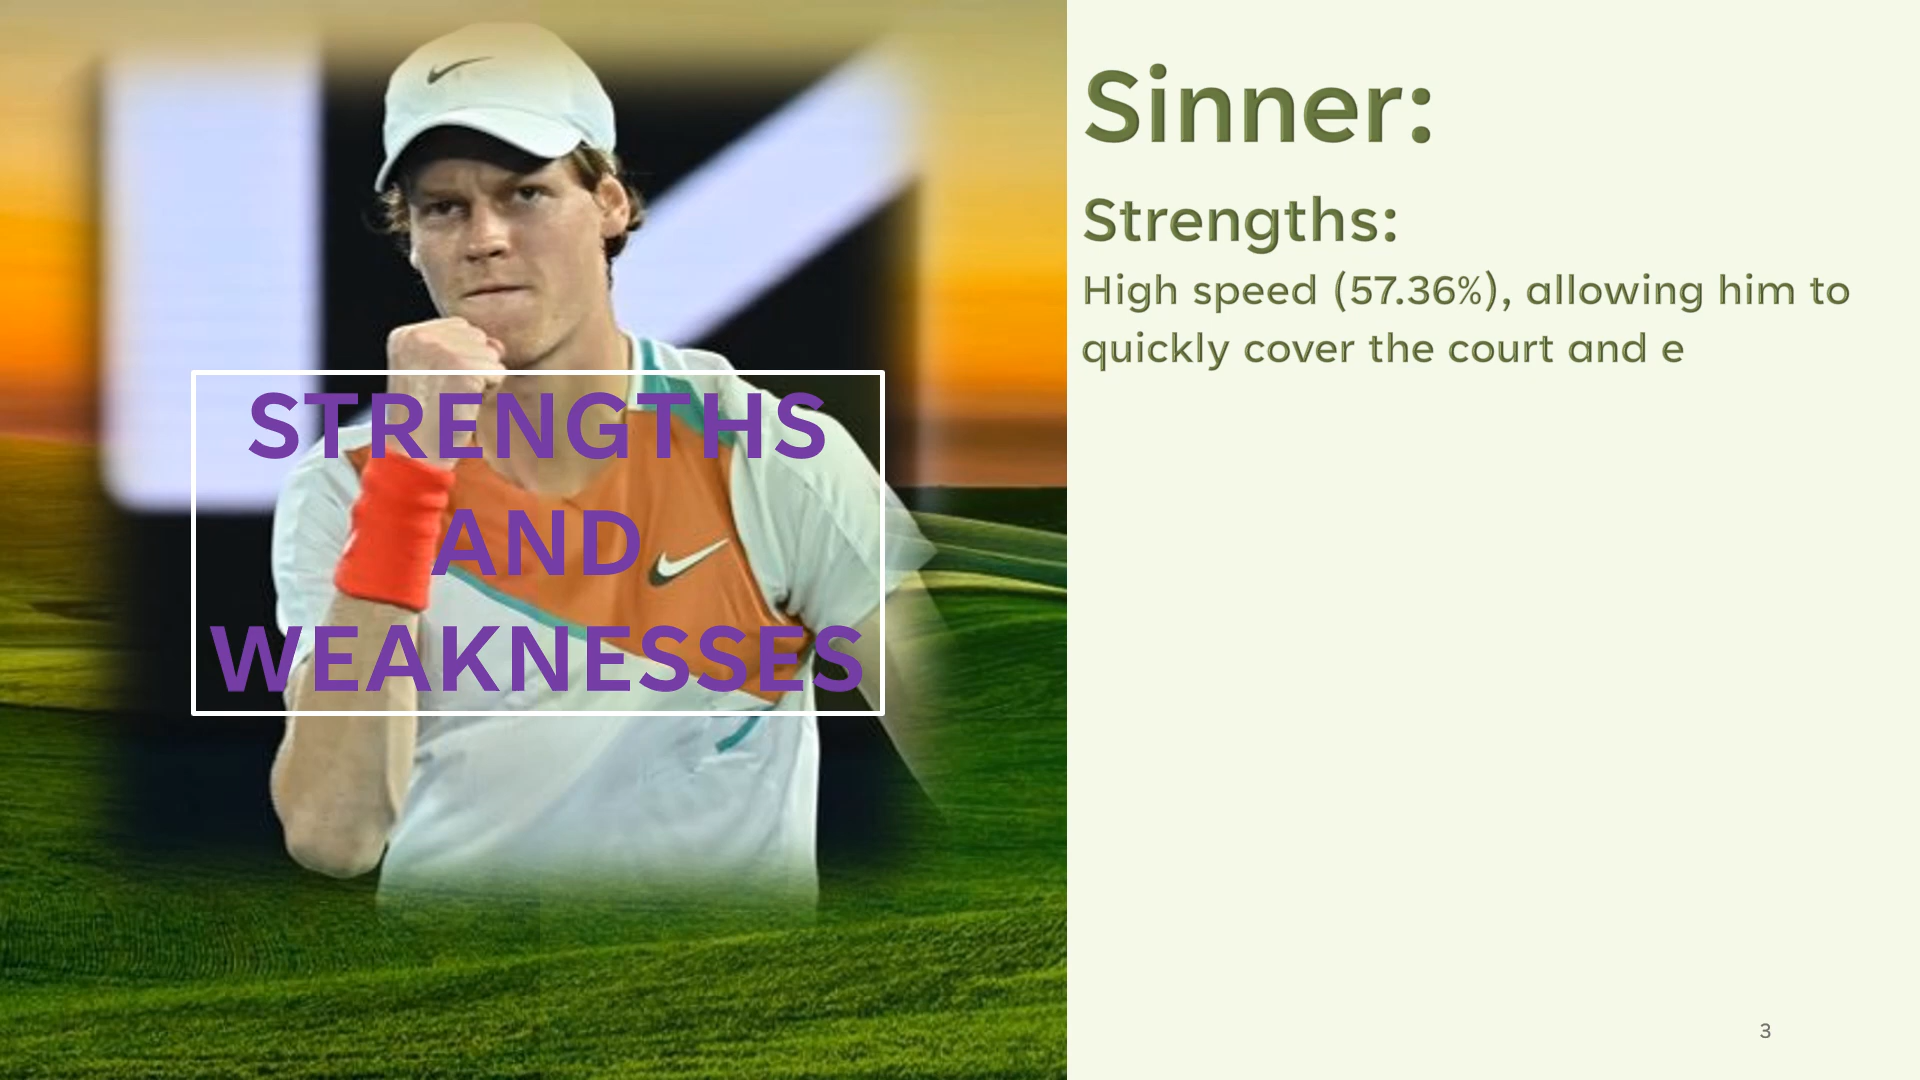 STRENGTHS
AND
WEAKNESSES
Sinner:
Strengths:
High speed (57.36%), allowing him to
quickly cover the court and e
3